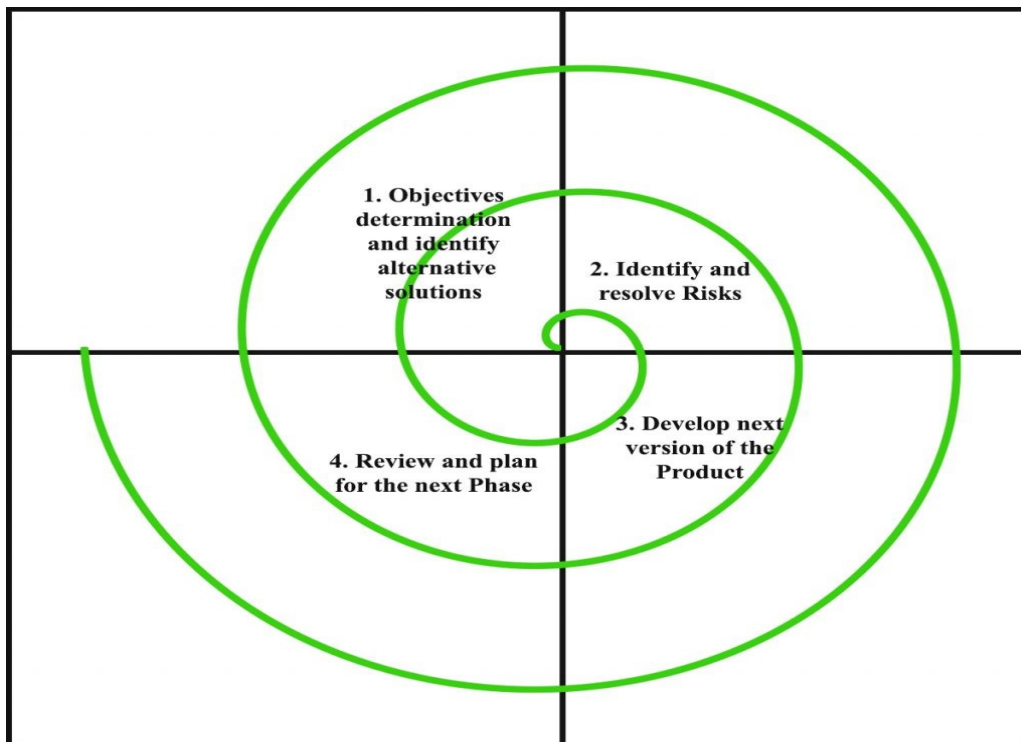 1. Objectives
determination
and identify
alternative
solutions
2. Identify and
resolve Risks
3. Develop next
version of the
Product
4. Review and plan
for the next Phase